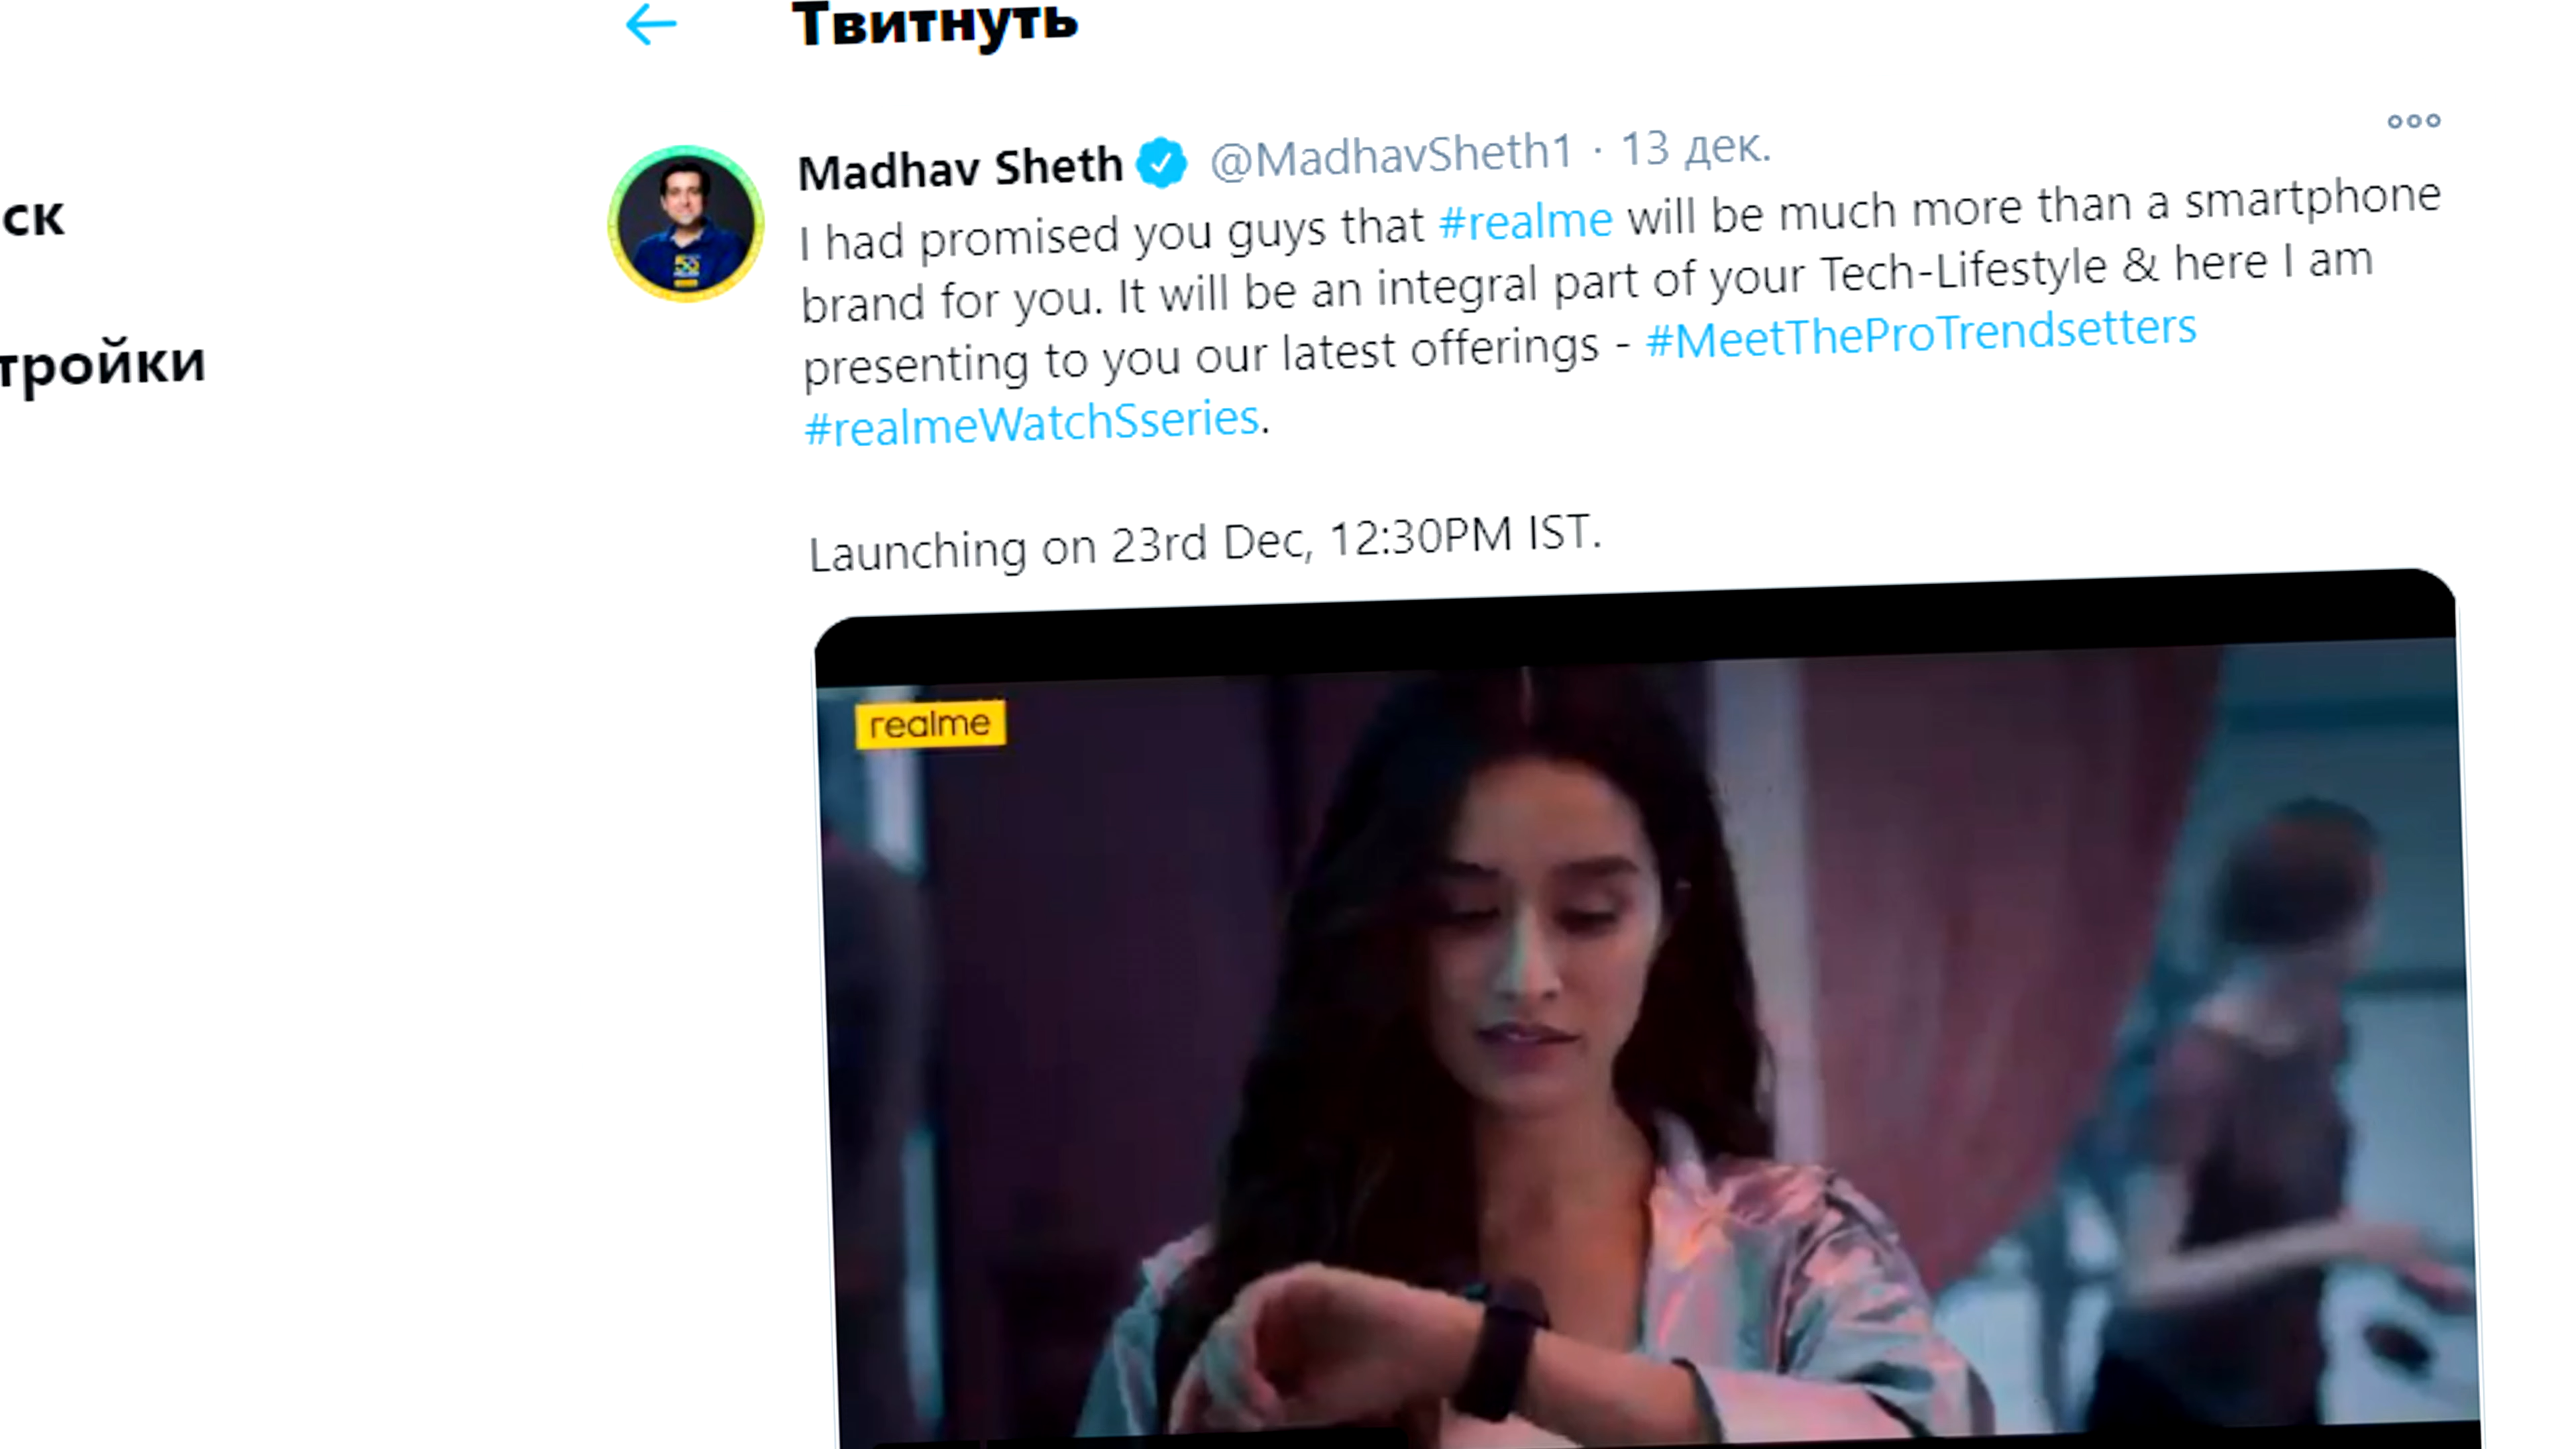 Твитнуть
Madhav Sheth @MadhavSheth1 · 13 дек.
I had promised you guys that #realme will be much more than a smartphone
brand for you. It will be an integral part of your Tech-Lifestyle & here I am
presenting to you our latest offerings - #MeetTheProTrendsetters
#realmeWatchSseries.
Launching on 23rd Dec, 12:30PM IST.
ск
тройки
realme